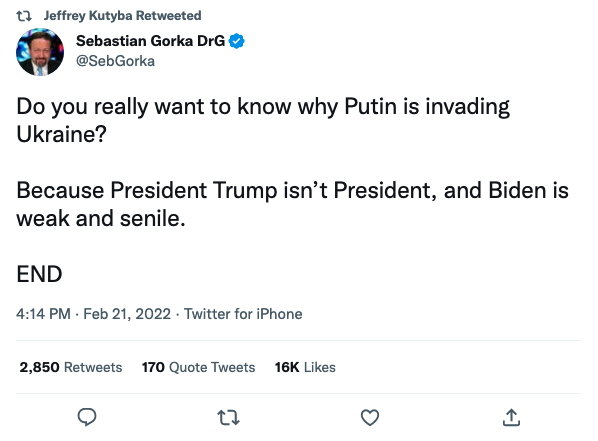 Jeffrey Kutyba Retweeted
Sebastian Gorka DrG
@SebGorka
Do you really want to know why Putin is invading
Ukraine?
Because President Trump isn’t President, and Biden is
weak and senile.
END
4:14 PM · Feb 21, 2022 · Twitter for iPhone
2,850 Retweets 170 Quote Tweets 16K Likes